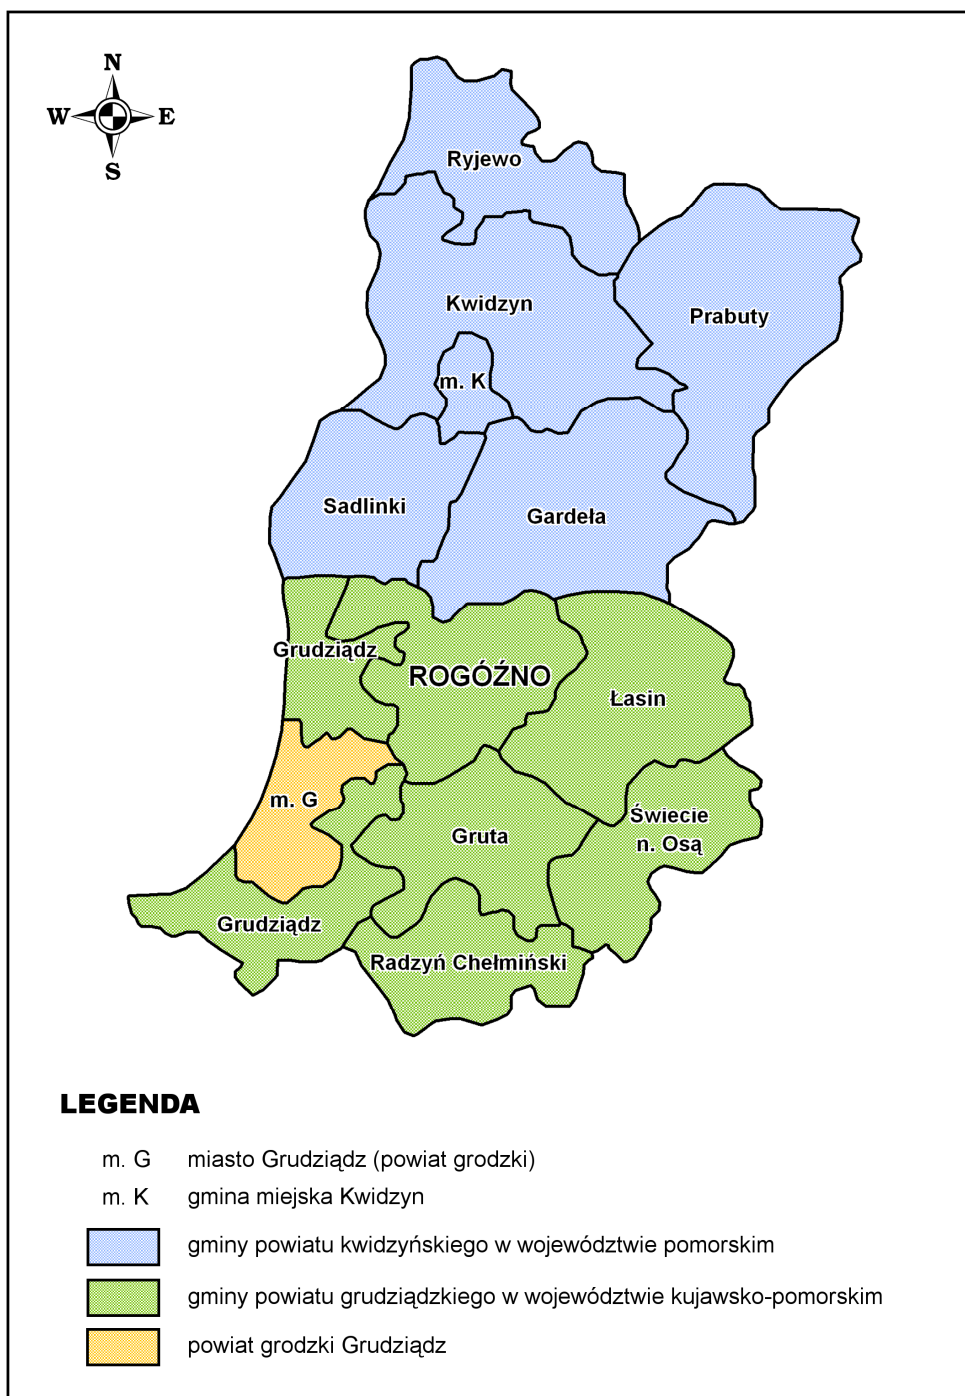 N
W E
S
Ryjewo
Kwidzyn
Prabuty
m. K
Sadlinki
Gardeła
Grudziądz
ROGÓŹNO
Łasin
m. G
Gruta
Świecie
n. Osą
Grudziądz
Radzyń Chełmiński
LEGENDA
m. G miasto Grudziądz (powiat grodzki)
m. K gmina miejska Kwidzyn
gminy powiatu kwidzyńskiego w województwie pomorskim
gminy powiatu grudziądzkiego w województwie kujawsko-pomorskim
powiat grodzki Grudziądz